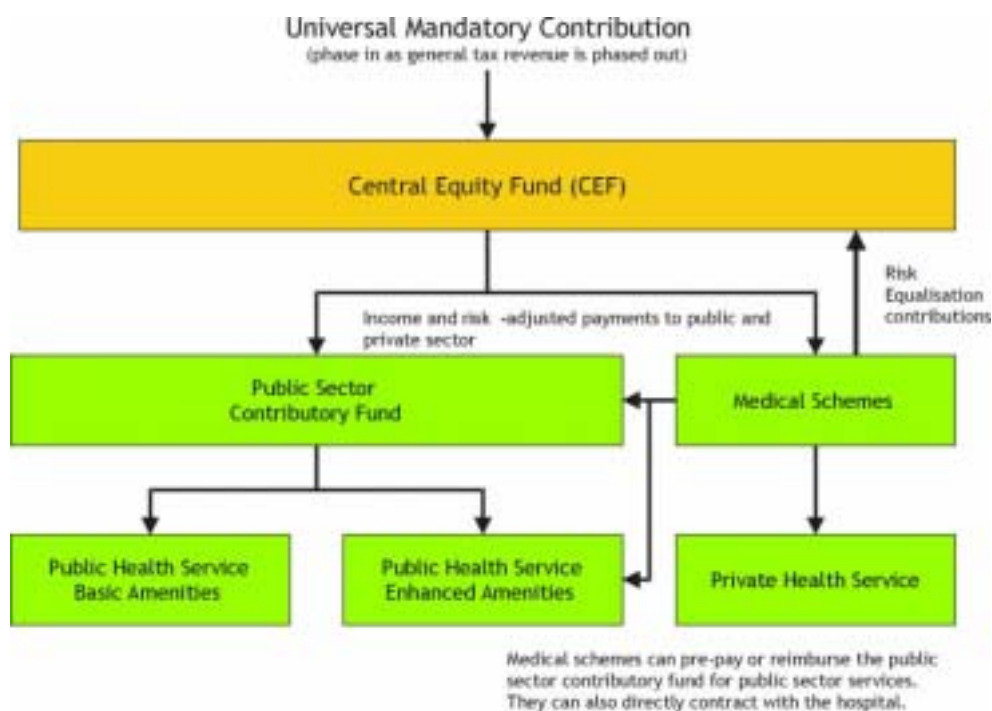 Universal Mandatory Contribution
(phase in as general tax revenue is phased out)
Central Equity Fund (CEF)
Risk
Equalisation
contributions
Income and risk -adjusted payments to public and
private sector
Public Sector
Contributory Fund
Medical Schemes
Public Health Service
Basic Amenities
Public Health Service
Enhanced Amenities
Private Health Service
Medical schemes can pre-pay or reimburse the public
sector contributory fund for public sector services.
They can also directly contract with the hospital.